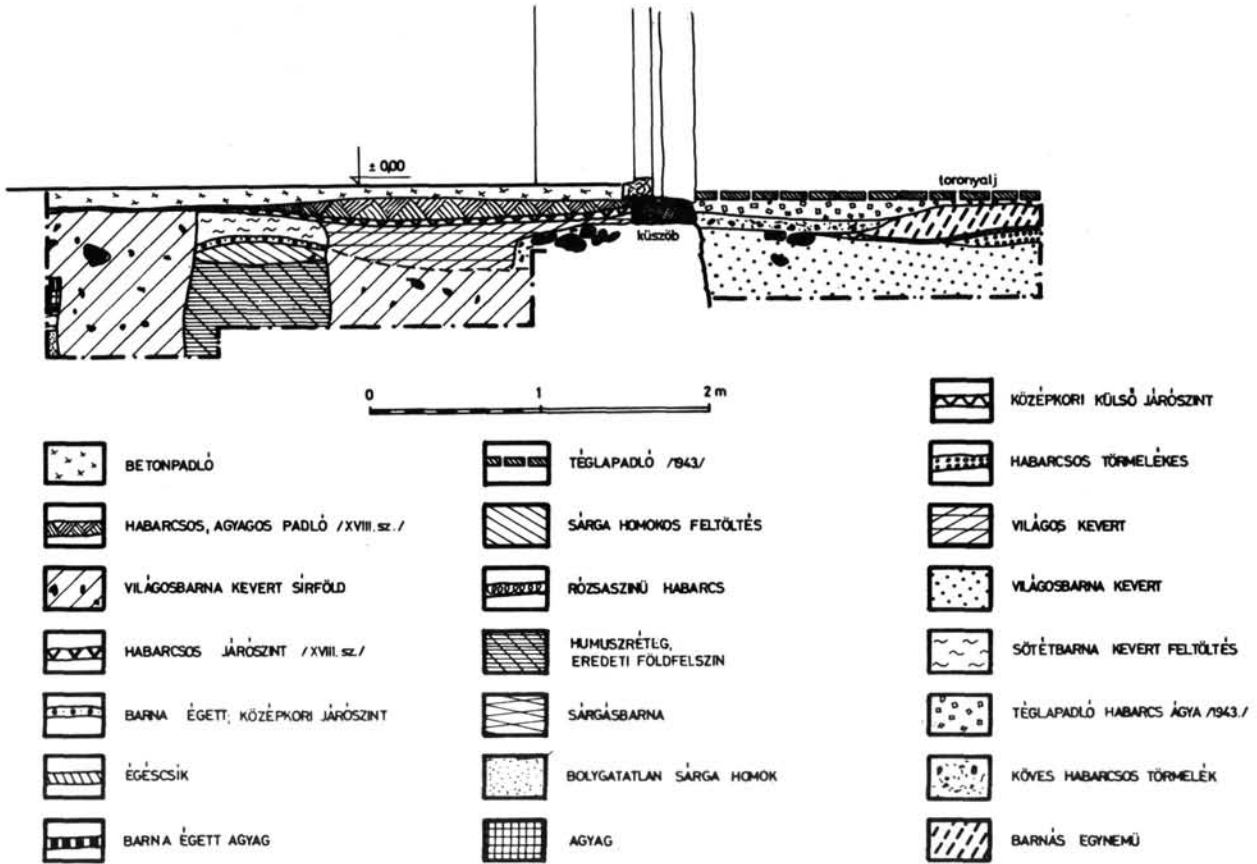 ± 0,00
toronyalj
küszöb
0 1 2 m
BETONPADLÓ
HABARCSOS, AGYAGOS PADLÓ /XVIII. sz./
VILÁGOSBARNA KEVERT SÍRFÖLD
HABARCSOS JÁRÓSZINT /XVIII. sz./
BARNA ÉGETT, KÖZÉPKORI JÁRÓSZINT
ÉGÉSCSÍK
BARNA ÉGETT AGYAG
TÉGLAPADLÓ /1943/
SÁRGA HOMOKOS FELTÖLTÉS
RÓZSASZINÜ HABARCS
HUMUSZRÉTEG,
EREDETI FÖLDFELSZIN
SÁRGÁSBARNA
BOLYGATATLAN SÁRGA HOMOK
AGYAG
KÖZÉPKORI KÜLSŐ JÁRÓSZINT
HABARCSOS TÖRMELÉKES
VILÁGOS KEVERT
VILÁGOSBARNA KEVERT
SÖTÉTBARNA KEVERT FELTÖLTÉS
TÉGLAPADLÓ HABARCS ÁGYA /1943./
KÖVES HABARCSOS TÖRMELÉK
BARNÁS EGYNEMÜ